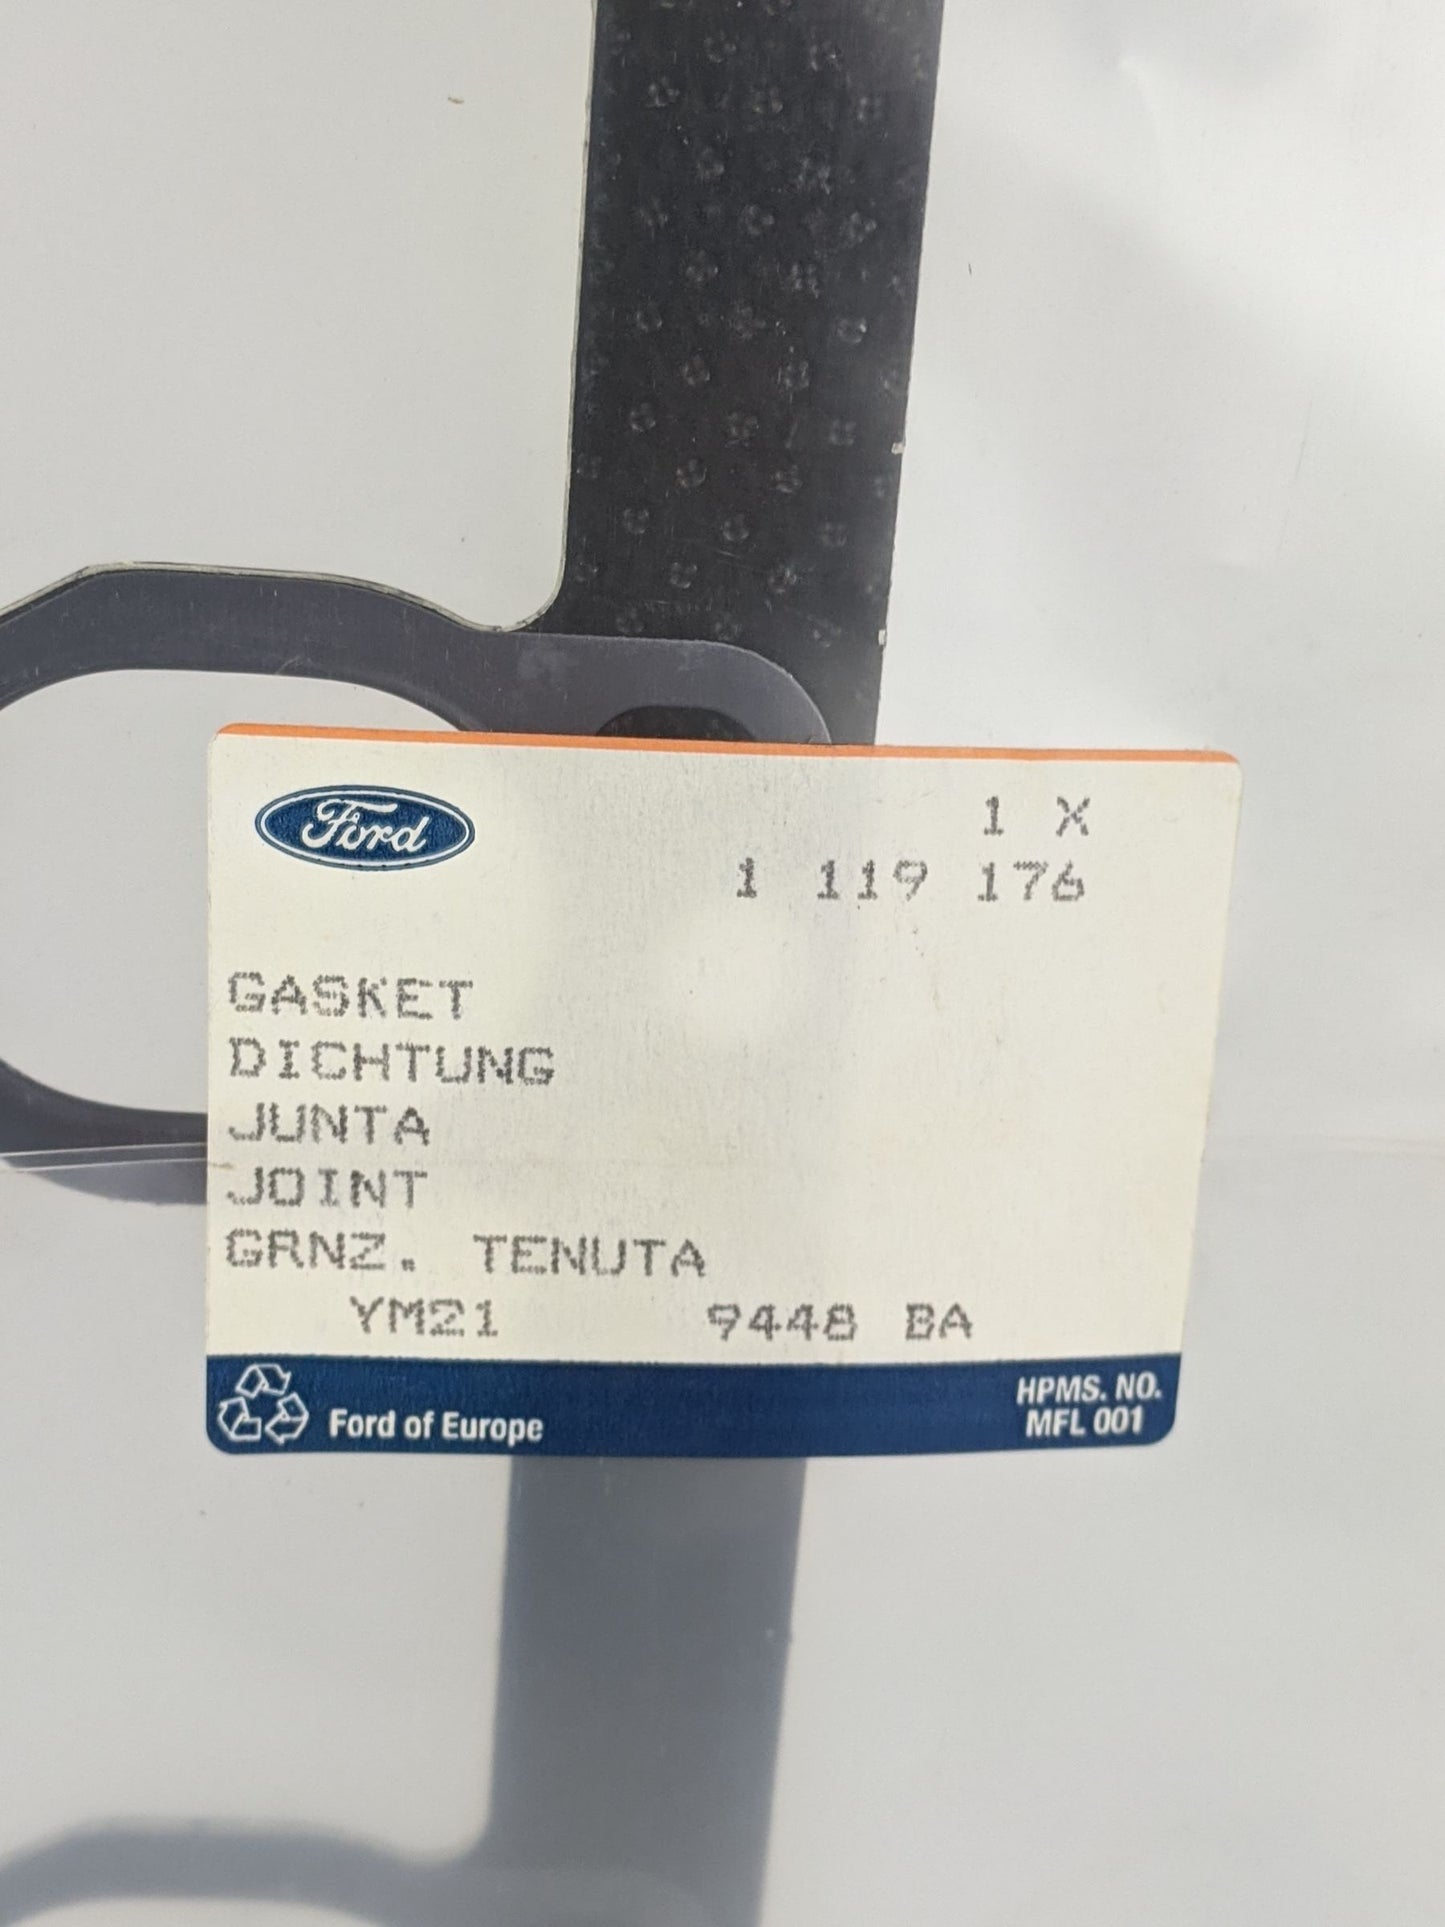 Ford
1 X
1 119 176
GASKET
DICHTUNG
JUNTA
JOINT
GRNZ. TENUTA
YM21 9448 BA
Ford of Europe
HPMS. NO.
MFL 001